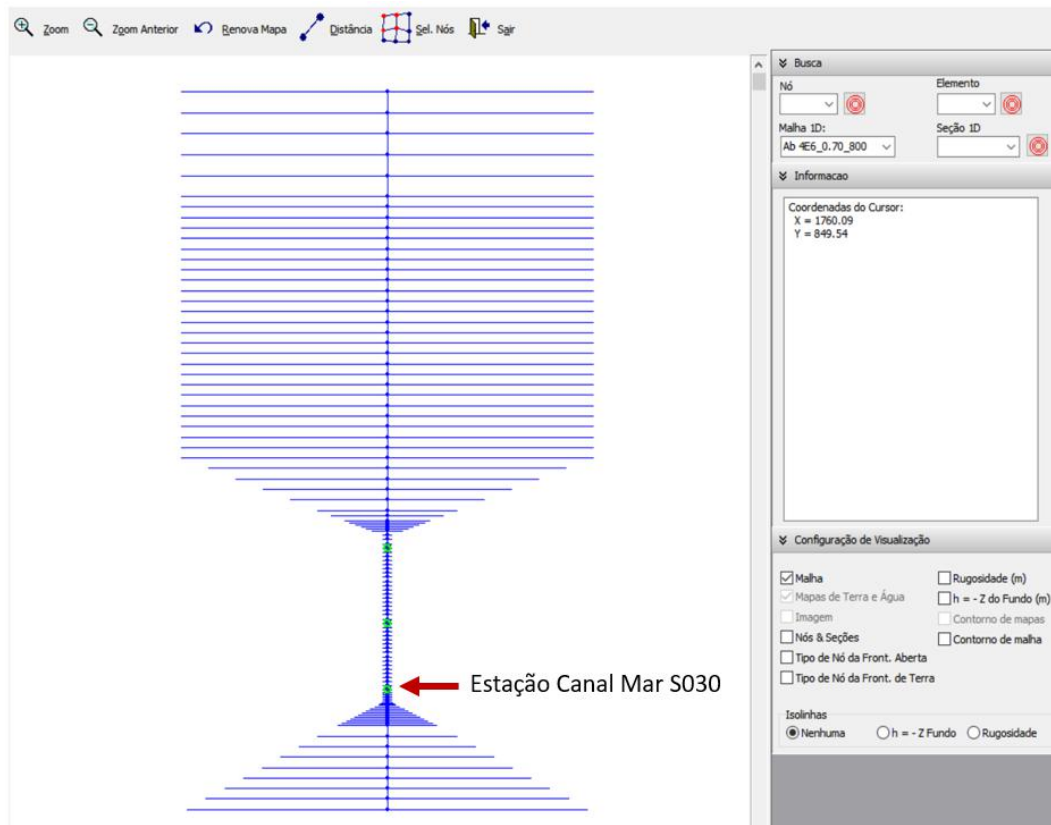 Zoom Zoom Anterior Renova Mapa Distância Sel. Nós Sair
Busca
Nó Elemento
Malha 1D: Seção 1D
Ab 4E6_0.70_800
Informacao
Coordenadas do Cursor:
X = 1760.09
Y = 849.54
Configuração de Visualização
Malha Rugosidade (m)
Mapas de Terra e Água h = - Z do Fundo (m)
Imagem Contorno de mapas
Nós & Seções Contorno de malha
Tipo de Nó da Front. Aberta
Tipo de Nó da Front. de Terra
Isolinhas
Nenhuma h = - Z Fundo Rugosidade
Estação Canal Mar S030